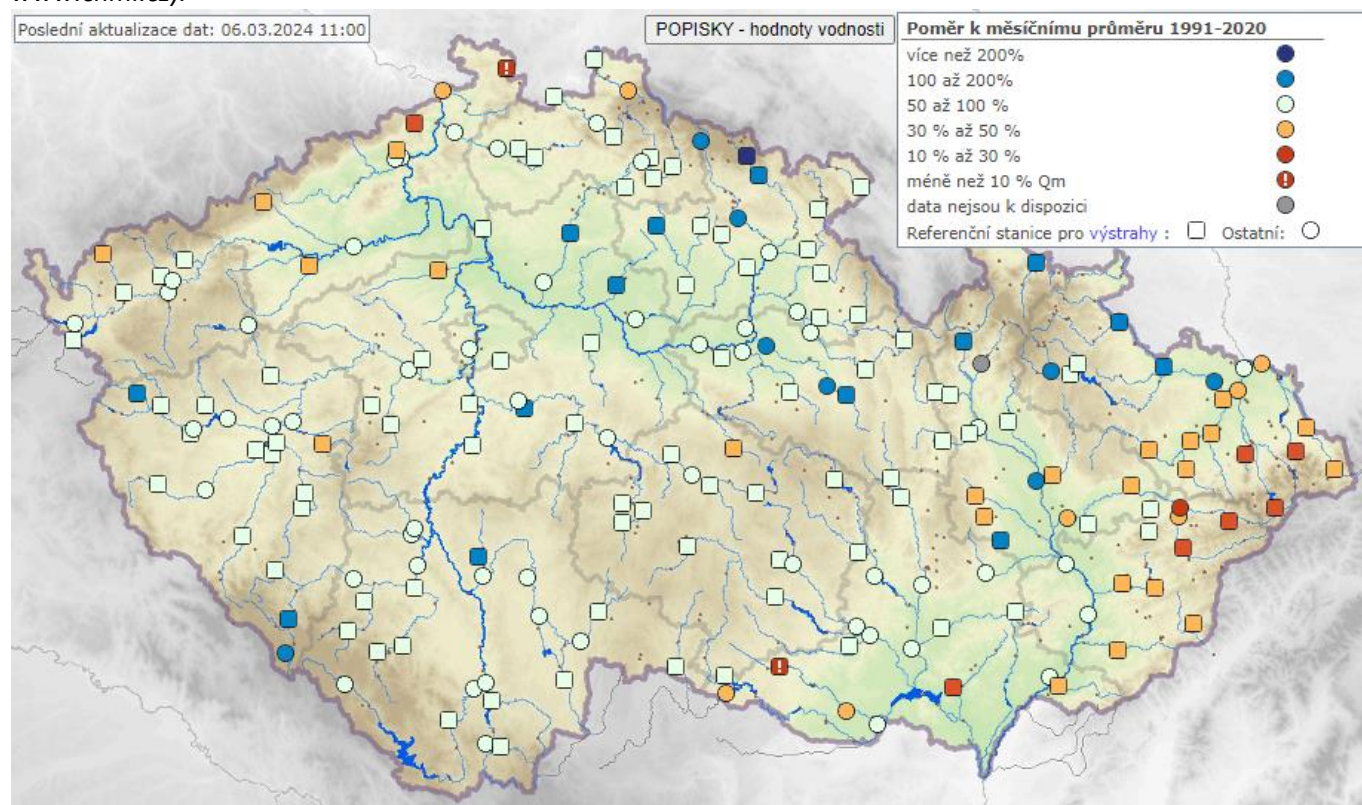 Poslední aktualizace dat: 06.03.2024 11:00
POPISKY - hodnoty vodnosti
Poměr k měsíčnímu průměru 1991-2020
více než 200%
100 až 200%
50 až 100 %
30 % až 50 %
10 % až 30 %
méně než 10 % Qm
data nejsou k dispozici
Referenční stanice pro výstrahy : Ostatní: